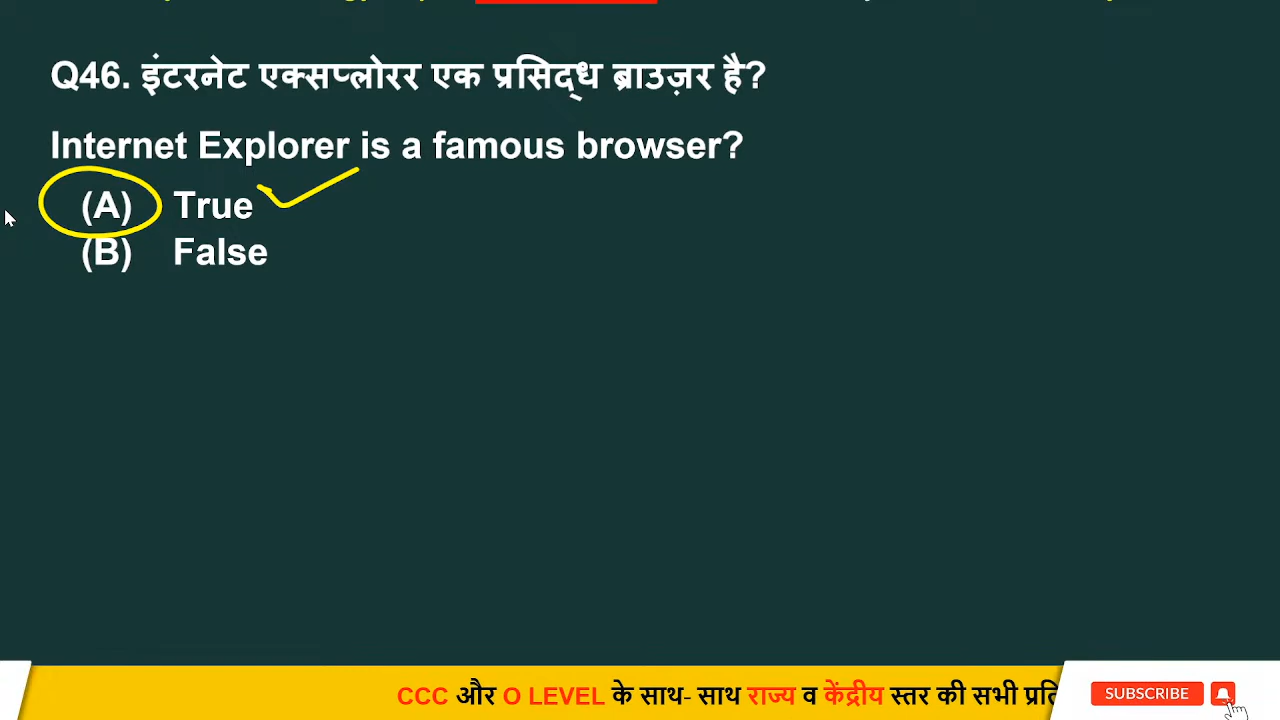 Q46. इंटरनेट एक्सप्लोरर एक प्रसिद्ध ब्राउज़र है?
Internet Explorer is a famous browser?
(A) True
(B) False
CCC और O LEVEL के साथ- साथ राज्य व केंद्रीय स्तर की सभी
SUBSCRIBE